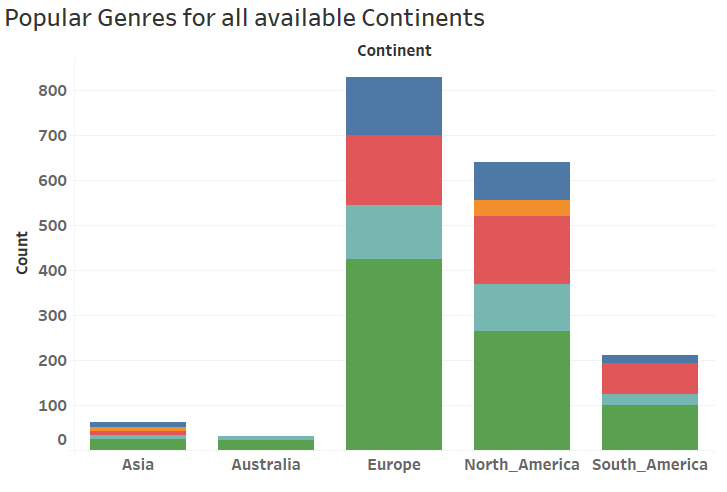 Popular Genres for all available Continents
Continent
800
700
600
500
400
300
200
100
0
Count
Asia Australia Europe North_America South_America